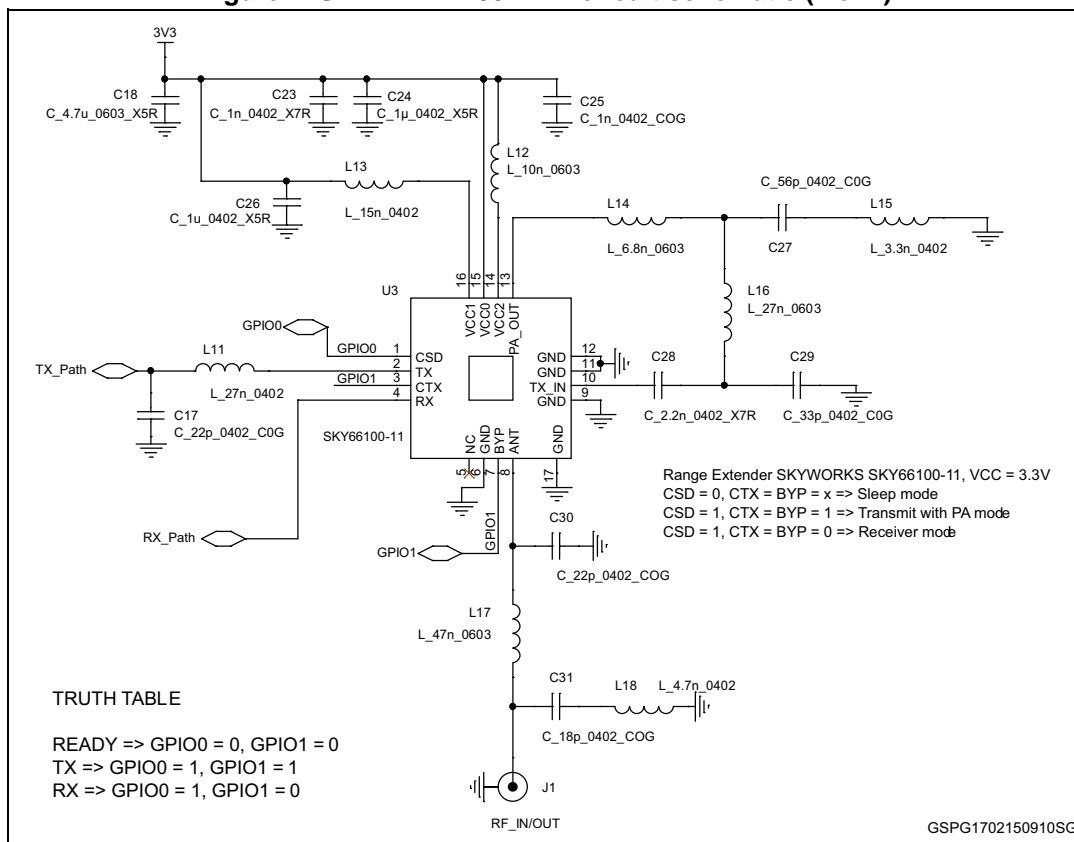 3V3
C18
C_4.7u_0603_X5R
C23
C_1n_0402_X7R
C24
C_1µ_0402_X5R
C25
C_1n_0402_COG
L12
L_10n_0603
L13
L_15n_0402
C26
C_1u_0402_X5R
C_56p_0402_C0G
C27
L14
L_6.8n_0603
L15
L_3.3n_0402
L16
L_27n_0603
U3
16
15
14
13
VCC1
VCC0
VCC2
PA_OUT
GPIO0
GPIO0
1
CSD
TX_Path
L11
L_27n_0402
2
TX
GPIO1
3
CTX
4
RX
12
GND
11
GND
10
TX_IN
9
GND
C28
C_2.2n_0402_X7R
C29
C_33p_0402_C0G
C17
C_22p_0402_C0G
SKY66100-11
NC
GND
BYP
ANT
GND
5
6
7
8
17
Range Extender SKYWORKS SKY66100-11, VCC = 3.3V
CSD = 0, CTX = BYP = x => Sleep mode
CSD = 1, CTX = BYP = 1 => Transmit with PA mode
CSD = 1, CTX = BYP = 0 => Receiver mode
RX_Path
GPIO1
GPIO1
C30
C_22p_0402_COG
L17
L_47n_0603
C31
C_18p_0402_COG
L18
L_4.7n_0402
TRUTH TABLE
READY => GPIO0 = 0, GPIO1 = 0
TX => GPIO0 = 1, GPIO1 = 1
RX => GPIO0 = 1, GPIO1 = 0
J1
RF_IN/OUT
GSPG1702150910SG